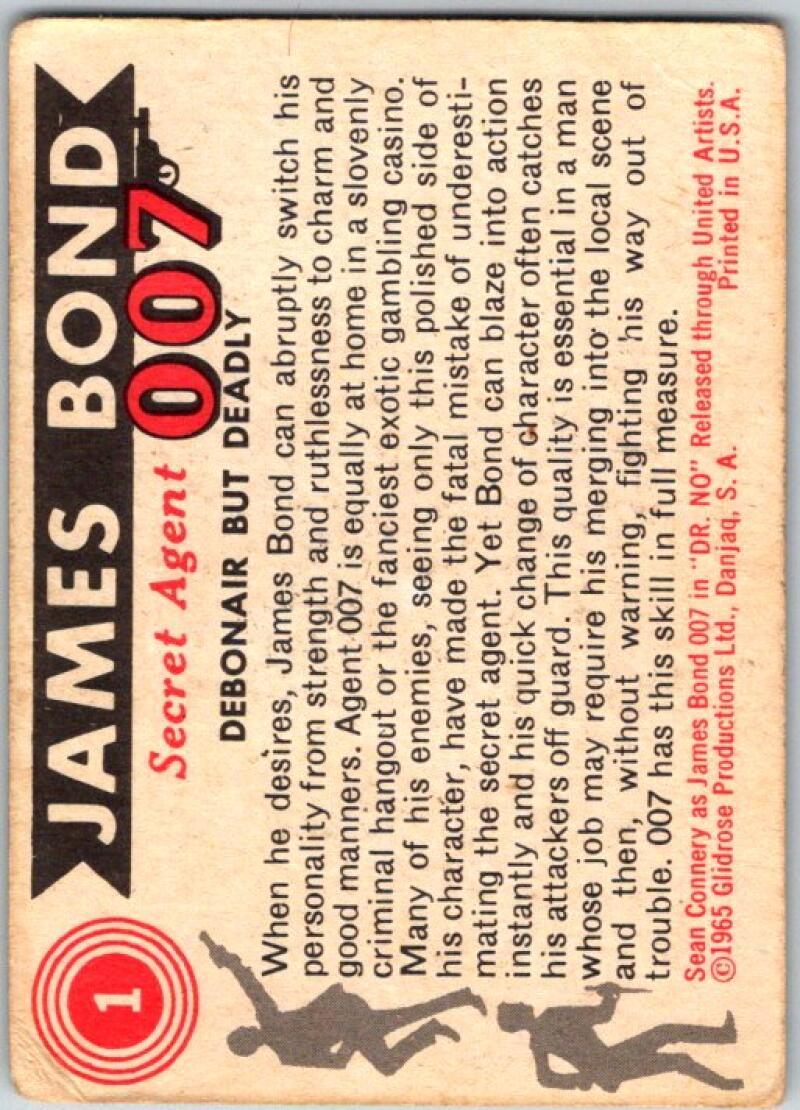 1
JAMES BOND
Secret Agent 007
DEBONAIR BUT DEADLY
When he desires, James Bond can abruptly switch his
personality from strength and ruthlessness to charm and
good manners. Agent 007 is equally at home in a slovenly
criminal hangout or the fanciest exotic gambling casino.
Many of his enemies, seeing only this polished side of
his character, have made the fatal mistake of underesti-
mating the secret agent. Yet Bond can blaze into action
instantly and his quick change of character often catches
his attackers off guard. This quality is essential in a man
whose job may require his merging into the local scene
and then, without warning, fighting his way out of
trouble. 007 has this skill in full measure.
Sean Connery as James Bond 007 in "DR. NO" Released through United Artists.
©1965 Glidrose Productions Ltd., Danjaq, S. A. Printed in U.S.A.